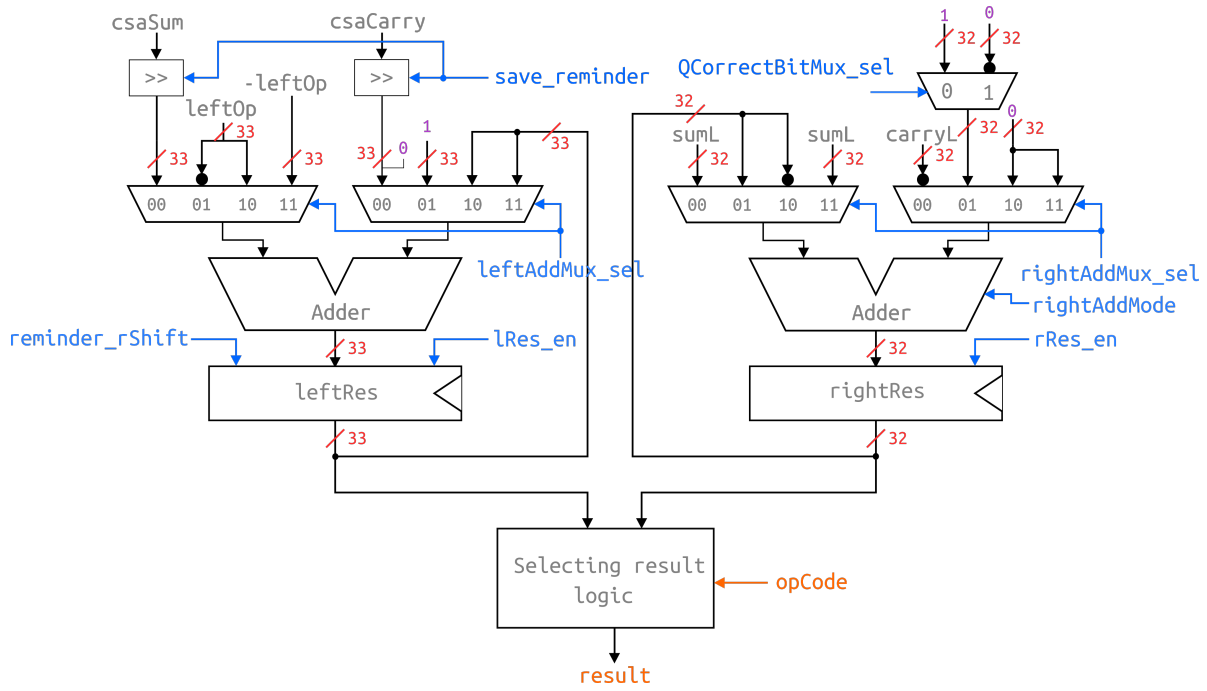 csaSum
csaCarry
1
0
32
32
>>
>>
save_reminder
QCorrectBitMux_sel
0
1
-leftOp
leftOp
33
33
33
1
33
0
33
33
32
sumL
32
sumL
32
carryL
32
32
0
32
00
01
10
11
00
01
10
11
00
01
10
11
00
01
10
11
leftAddMux_sel
rightAddMux_sel
Adder
Adder
rightAddMode
reminder_rShift
33
lRes_en
32
rRes_en
leftRes
rightRes
33
32
Selecting result
logic
opCode
result